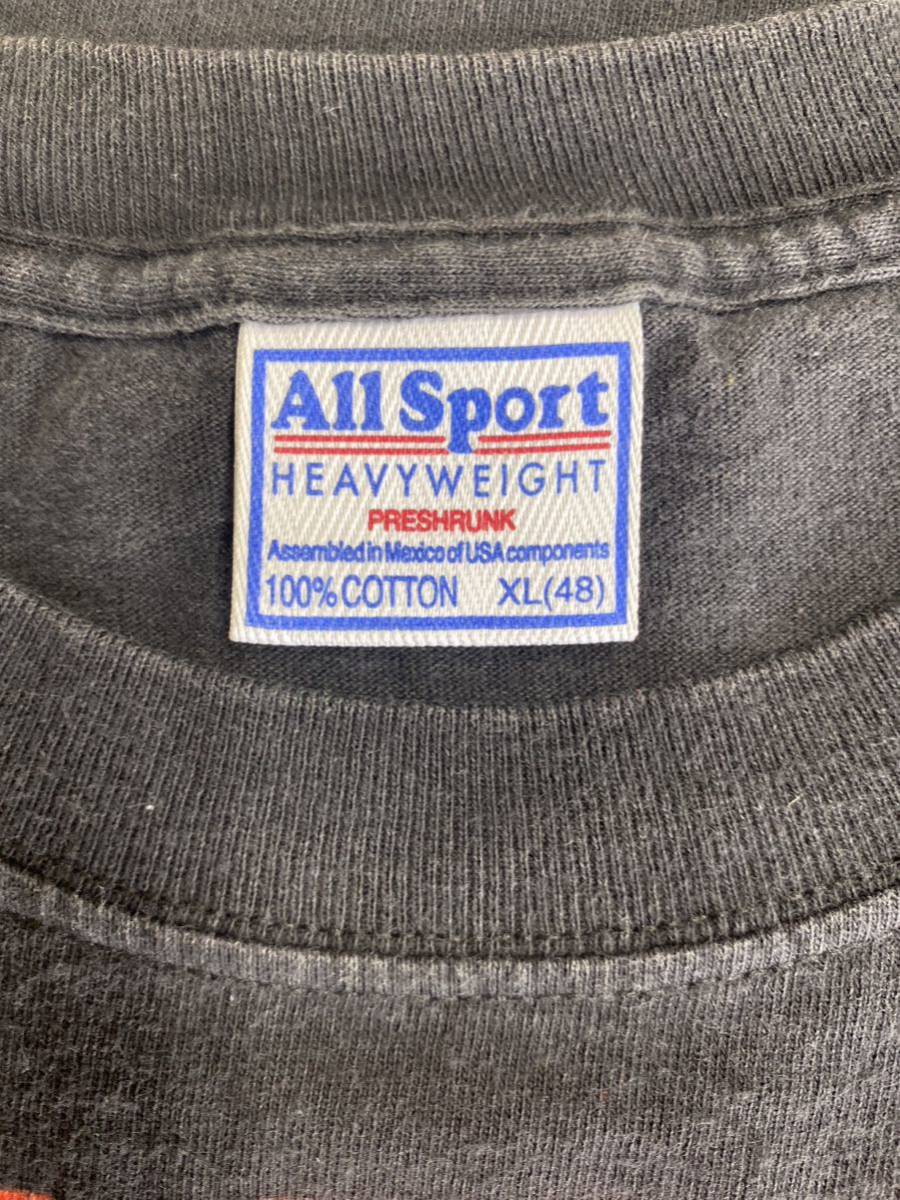 All Sport
HEAVYWEIGHT
PRESHRUNK
Assembled in Mexico of USA components
100% COTTON XL(48)